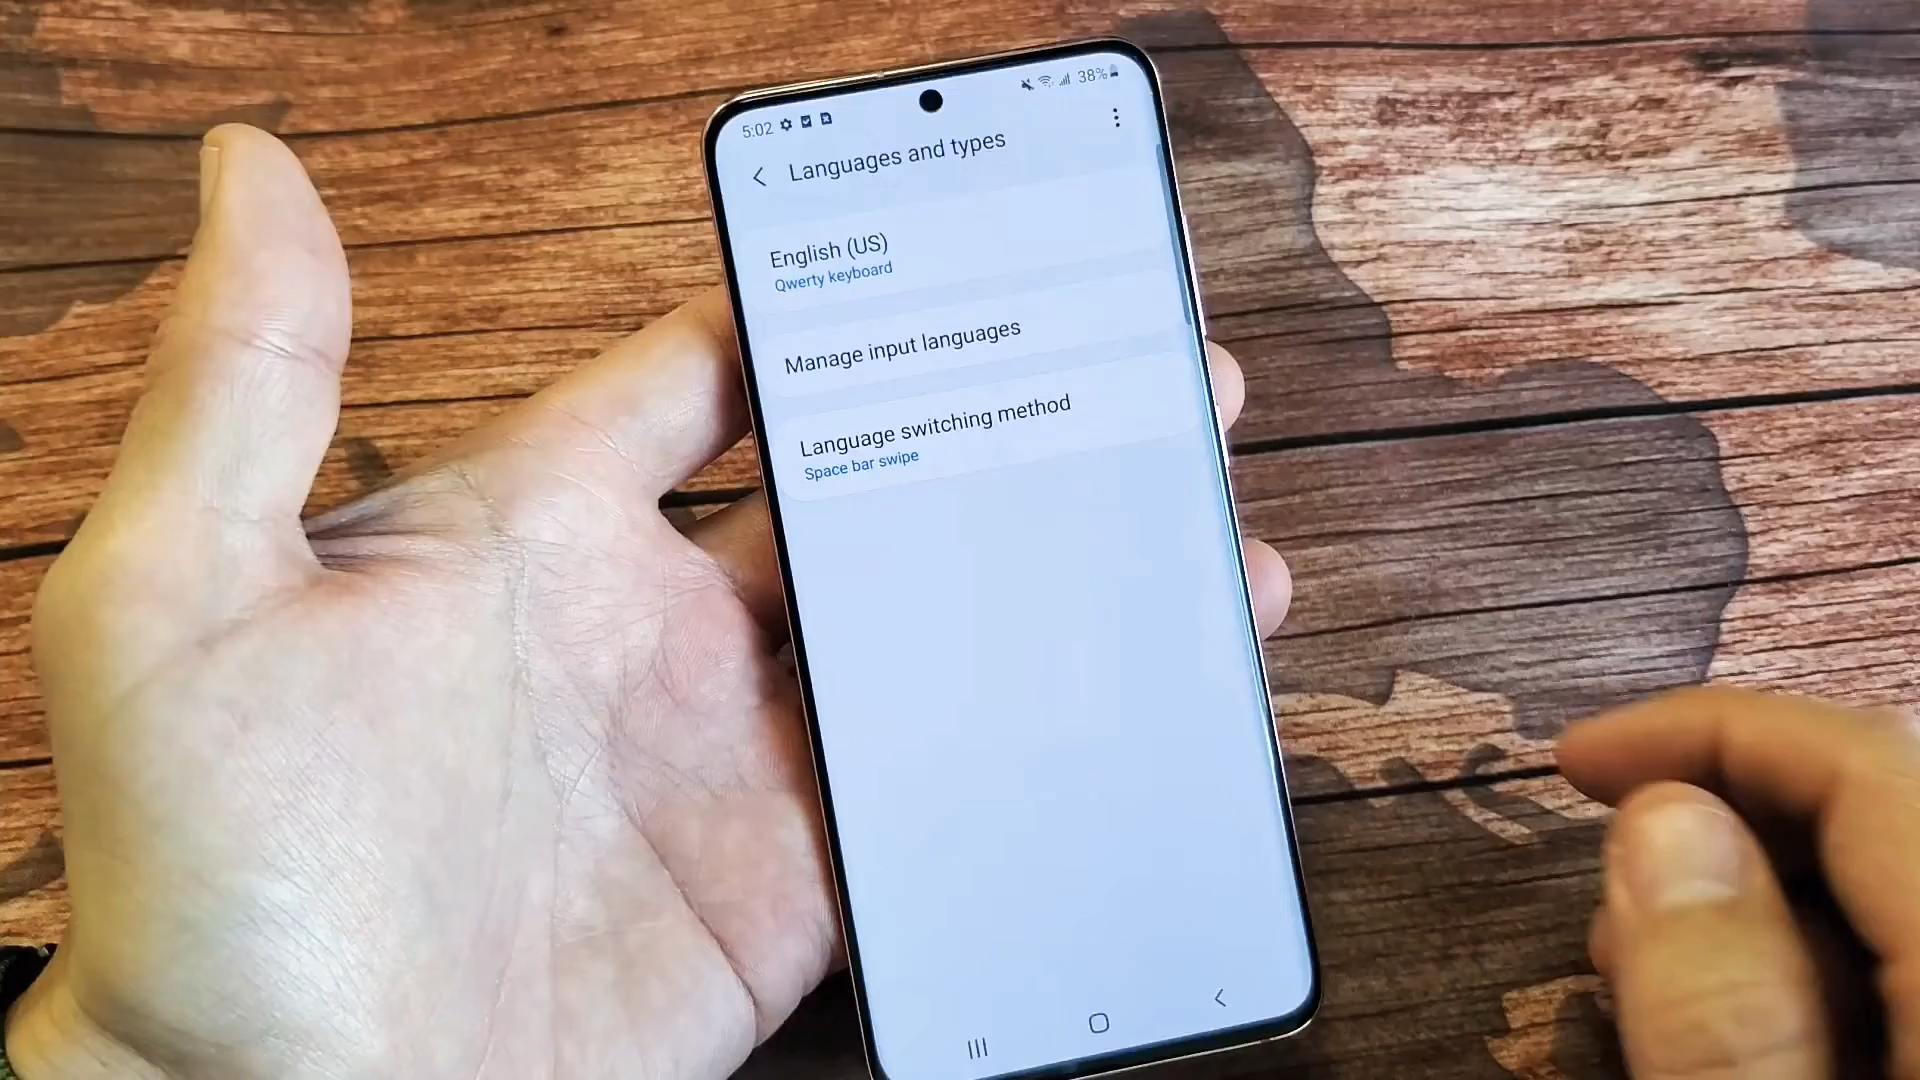 5:02
38%
Languages and types
English (US)
Qwerty keyboard
Manage input languages
Language switching method
Space bar swipe